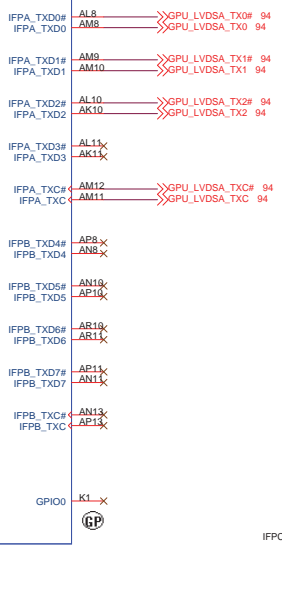 IFPA_TXD0# AL8 GPU_LVDSA_TX0# 94
IFPA_TXD0 AM8 GPU_LVDSA_TX0 94
IFPA_TXD1# AM9 GPU_LVDSA_TX1# 94
IFPA_TXD1 AM10 GPU_LVDSA_TX1 94
IFPA_TXD2# AL10 GPU_LVDSA_TX2# 94
IFPA_TXD2 AK10 GPU_LVDSA_TX2 94
IFPA_TXD3# AL11
IFPA_TXD3 AK11
IFPA_TXC# AM12 GPU_LVDSA_TXC# 94
IFPA_TXC AM11 GPU_LVDSA_TXC 94
IFPB_TXD4# AP8
IFPB_TXD4 AN8
IFPB_TXD5# AN10
IFPB_TXD5 AP10
IFPB_TXD6# AR10
IFPB_TXD6 AR11
IFPB_TXD7# AP11
IFPB_TXD7 AN11
IFPB_TXC# AN13
IFPB_TXC AP13
GPIO0 K1
GP
IFPC